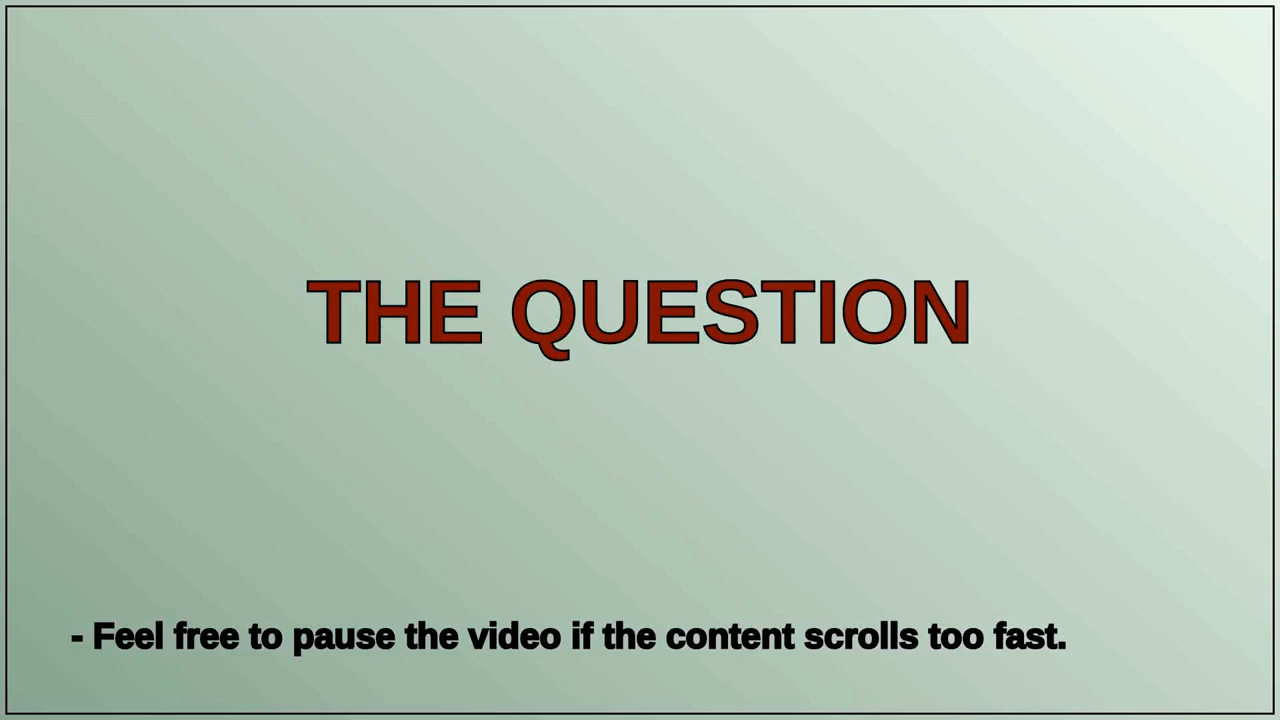 THE QUESTION
- Feel free to pause the video if the content scrolls too fast.